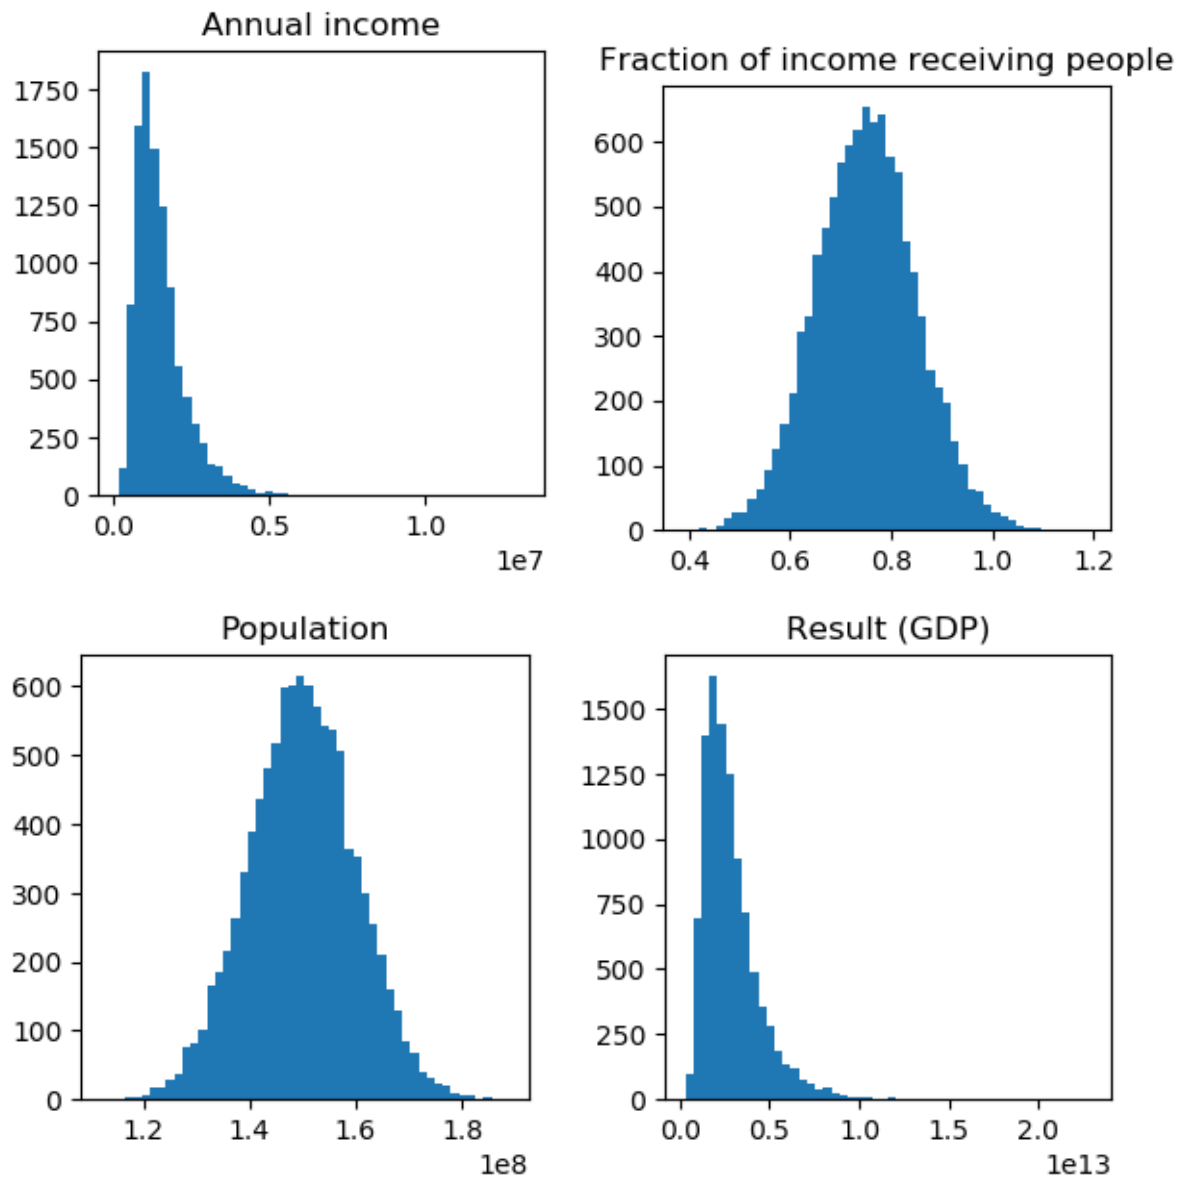 Annual income
1750
1500
1250
1000
750
500
250
0
0.0 0.5 1.0
1e7
Fraction of income receiving people
600
500
400
300
200
100
0
0.4 0.6 0.8 1.0 1.2
Population
600
500
400
300
200
100
0
1.2 1.4 1.6 1.8
1e8
Result (GDP)
1500
1250
1000
750
500
250
0
0.0 0.5 1.0 1.5 2.0
1e13